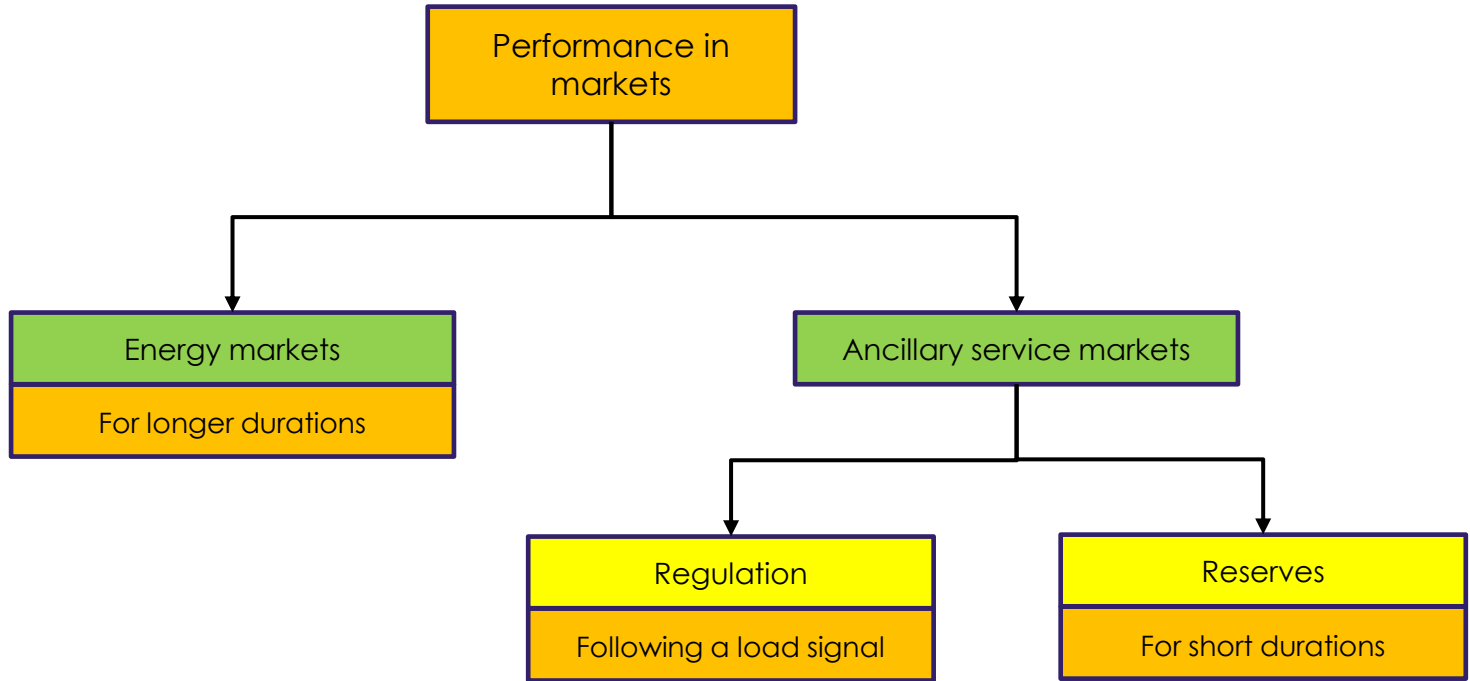 Performance in
markets
Energy markets
For longer durations
Ancillary service markets
Regulation
Following a load signal
Reserves
For short durations